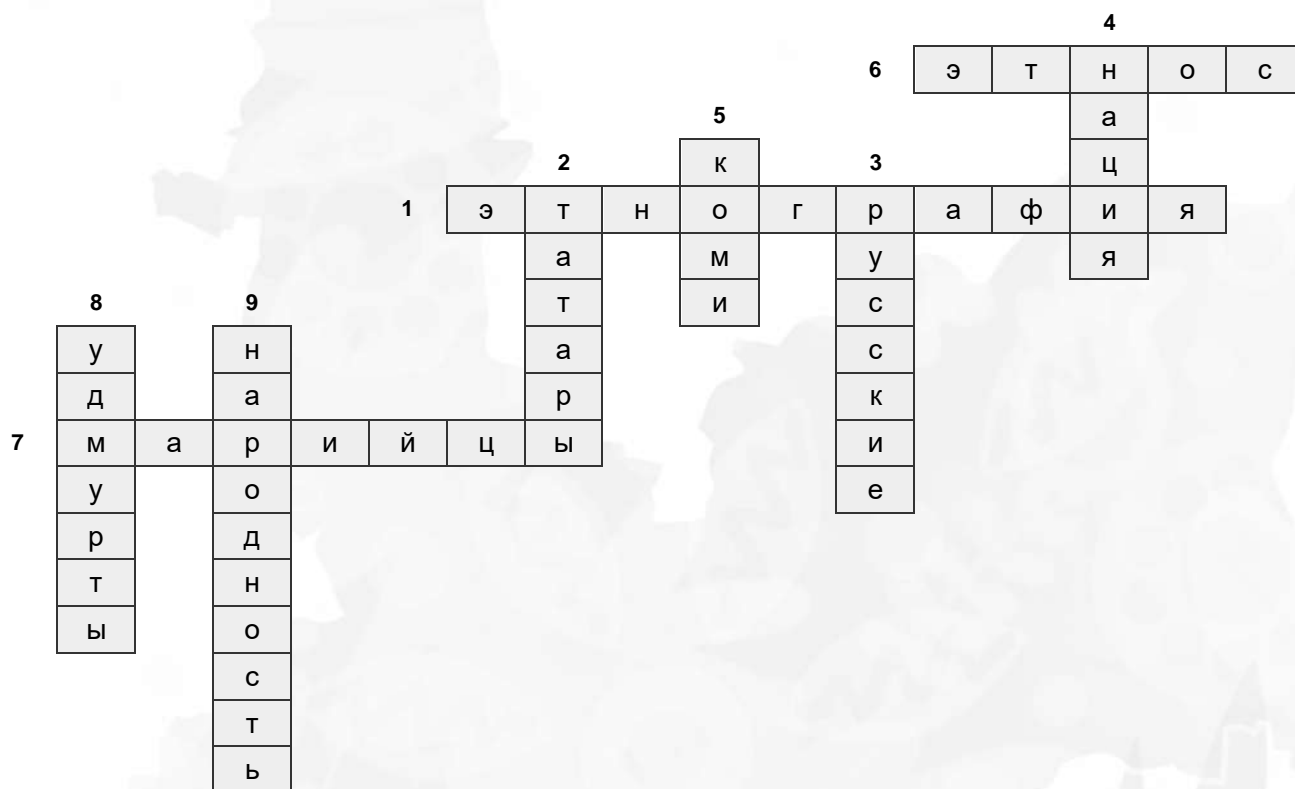 4
6 э т н о с
5 а
2 к 3 ц
1 э т н о г р а ф и я
а м у я
8 9 т и с
у н а с
д а р к
7 м а р и й ц ы и
у о е
р д
т н
ы о
с
т
ь